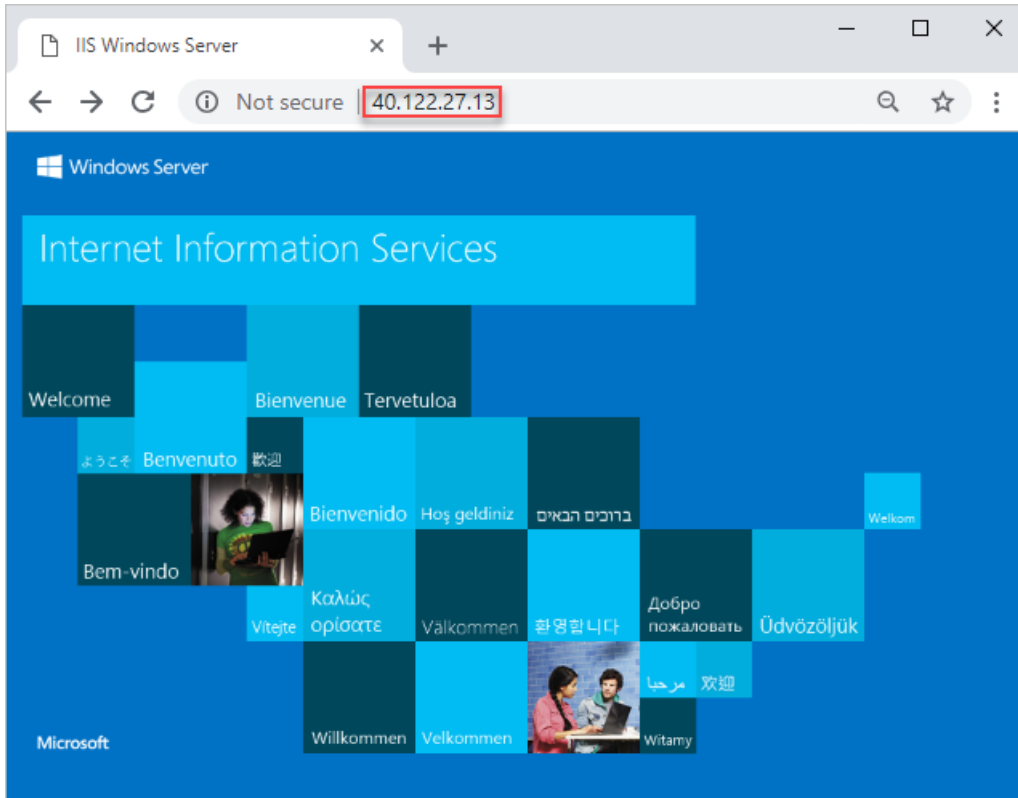 IIS Windows Server
Not secure
40.122.27.13
Windows Server
Internet Information Services
Welcome
Bienvenue
Tervetuloa
ようこそ
Benvenuto
歡迎
Bienvenido
Hoş geldiniz
ברוכים הבאים
Welkom
Bem-vindo
Vítejte
Καλώς
ορίσατε
Välkommen
환영합니다
Добро
пожаловать
Üdvözöljük
Microsoft
Willkommen
Velkommen
مرحبا
欢迎
Witamy